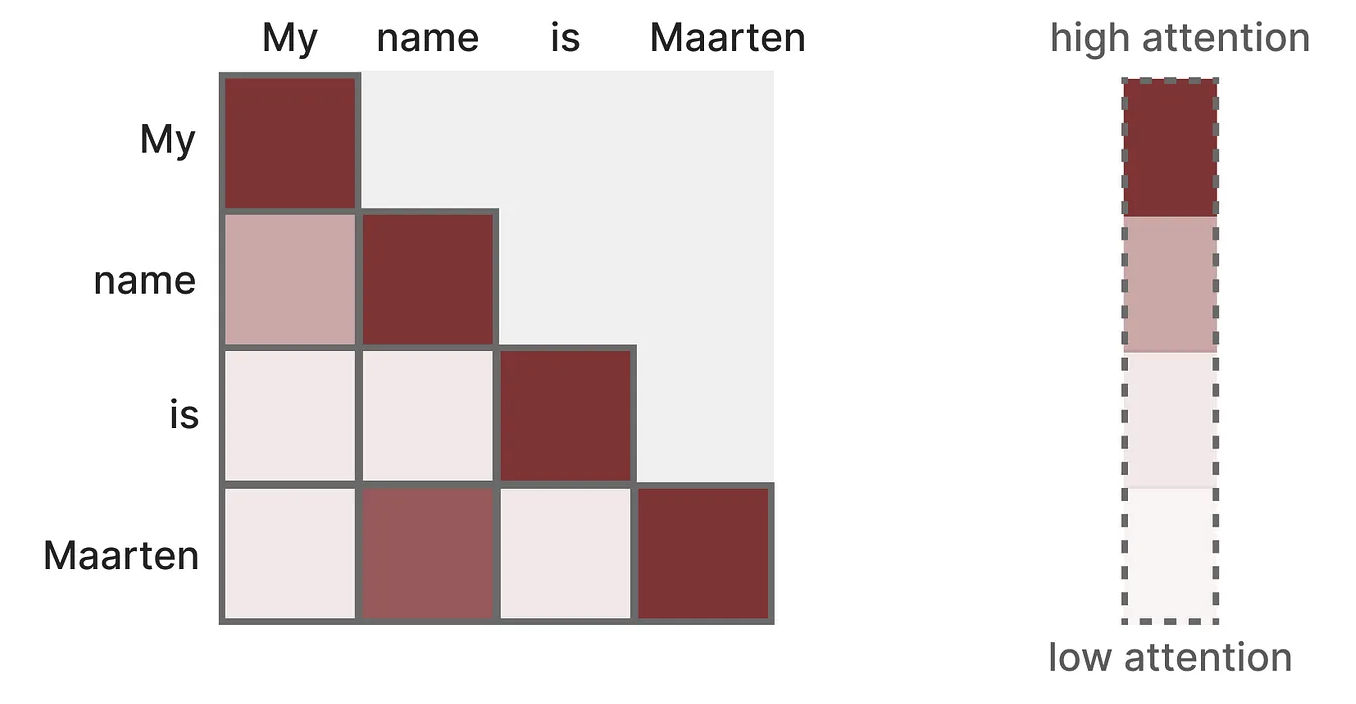 My name is Maarten
high attention
My
name
is
Maarten
low attention